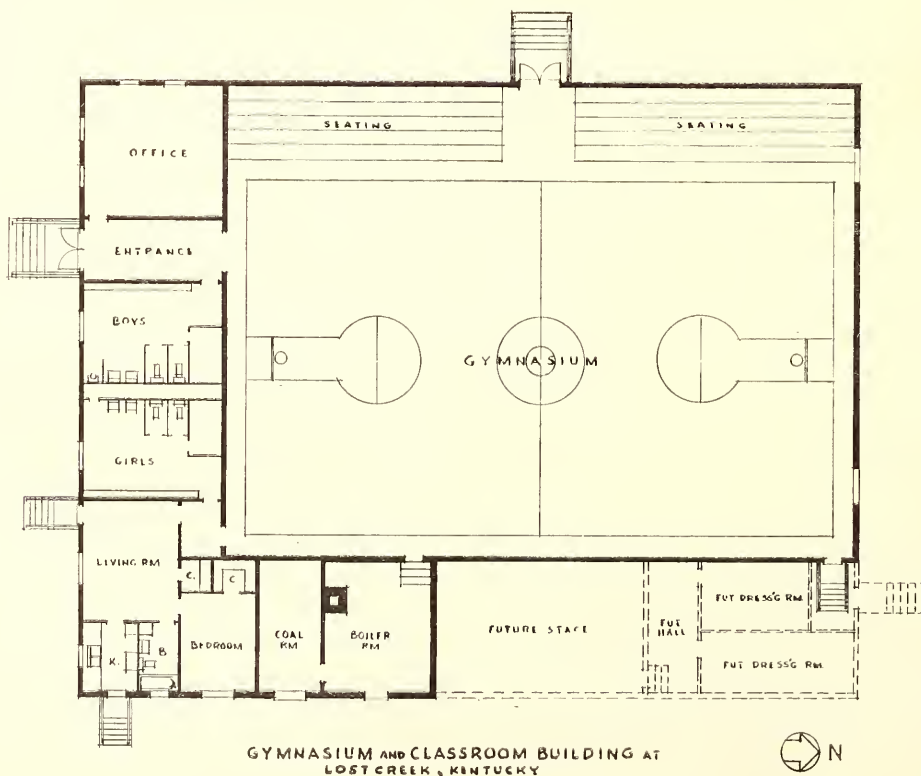 SEATING
SEATING
OFFICE
ENTRANCE
BOYS
GYMNASIUM
GIRLS
LIVING RM
C.
C
BEDROOM
COAL
RM
BOILER
RM
FUTURE STAGE
FUT
HALL
FUT DRESS'G RM.
FUT DRESS'G RM.
K.
B
GYMNASIUM AND CLASSROOM BUILDING AT
LOST CREEK, KENTUCKY
N